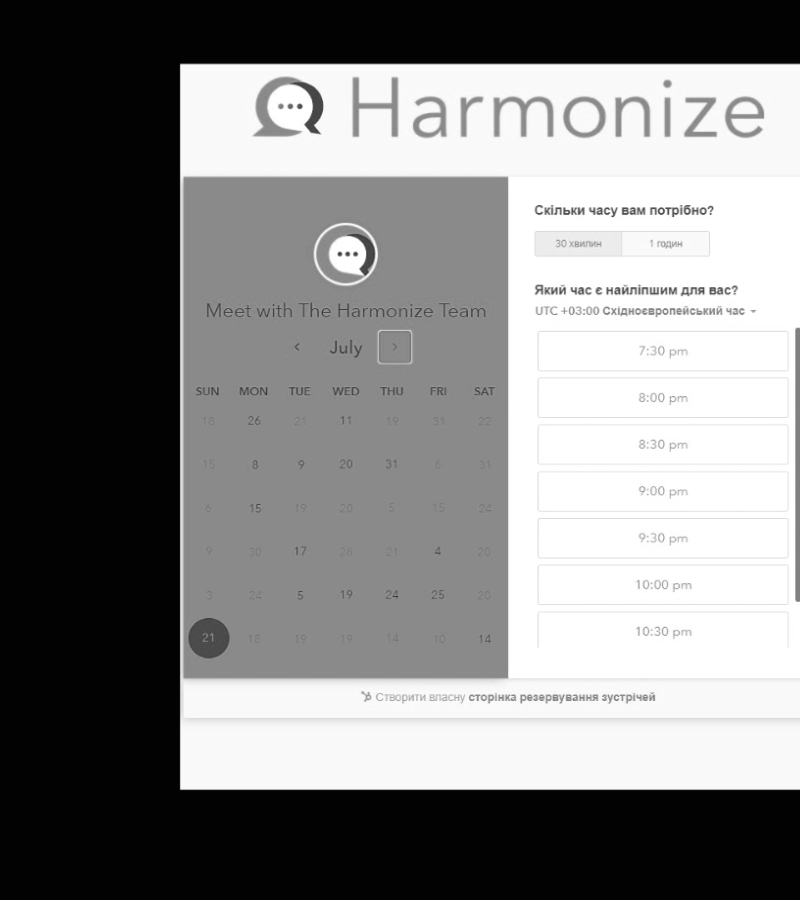 Harmonize
Meet with The Harmonize Team
July
SUN MON TUE WED THU FRI SAT
18 26 21 11 19 31 22
15 8 9 20 31 6 31
6 15 19 20 5 15 24
9 30 17 28 21 4 20
3 24 5 19 24 25 20
21 18 19 19 14 10 14
Скільки часу вам потрібно?
30 хвилин 1 годин
Який час є найліпшим для вас?
UTC +03:00 Східноєвропейський час
7:30 pm
8:00 pm
8:30 pm
9:00 pm
9:30 pm
10:00 pm
10:30 pm
Створити власну сторінка резервування зустрічей